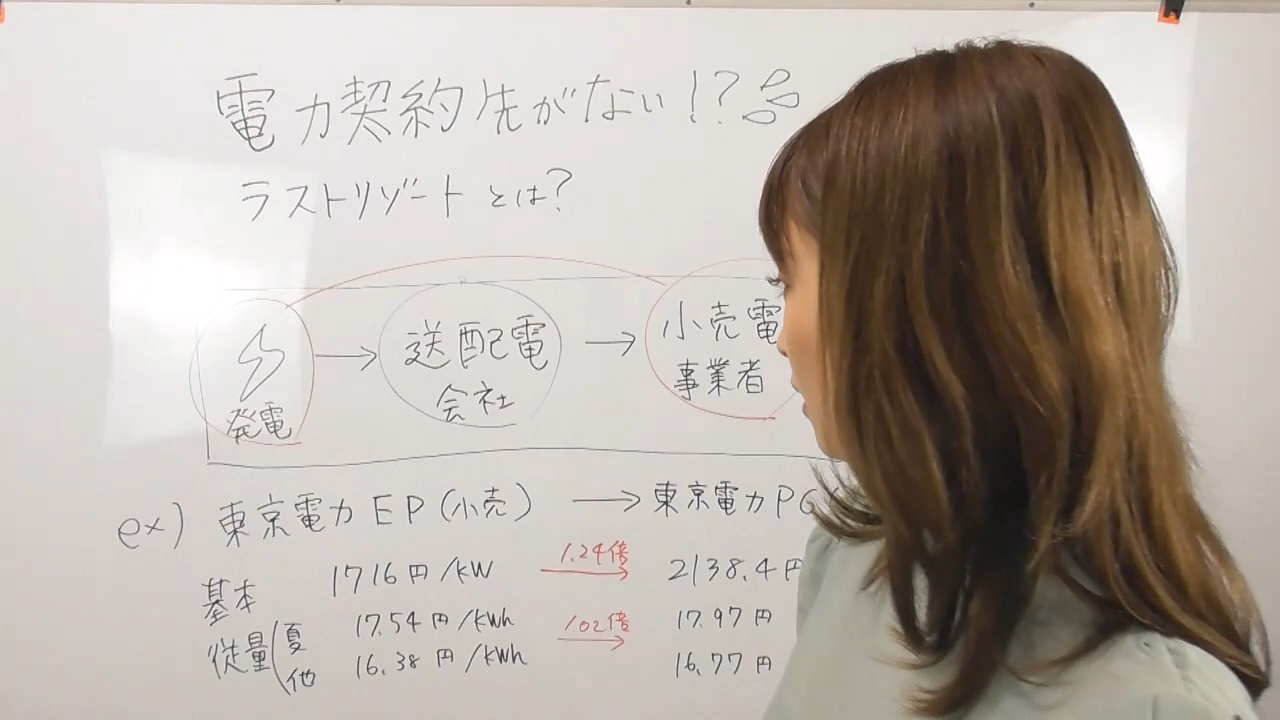 電力契約先がない!?
ラストリゾートとは?
発電 → 送配電会社 → 小売電事業者
ex) 東京電力EP(小売) → 東京電力PG
基本 1716円/kW 1.24倍 2138.4円
従量 夏 17.54円/kWh 1.02倍 17.97円
他 16.38円/kWh 16.77円